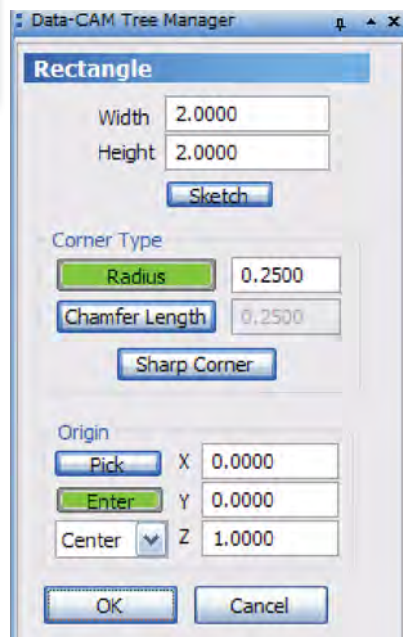 Data-CAM Tree Manager
Rectangle
Width 2.0000
Height 2.0000
Sketch
Corner Type
Radius 0.2500
Chamfer Length 0.2500
Sharp Corner
Origin
Pick X 0.0000
Enter Y 0.0000
Center Z 1.0000
OK Cancel